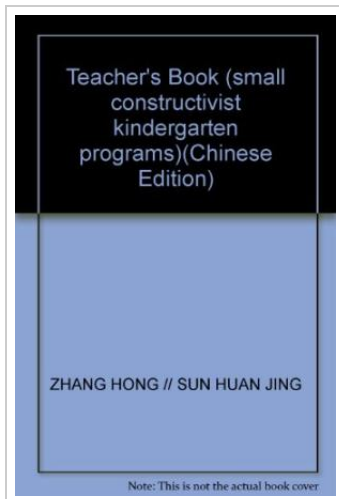 Teacher's Book (small
constructivist
kindergarten
programs)(Chinese
Edition)
ZHANG HONG // SUN HUAN JING
Note: This is not the actual book cover